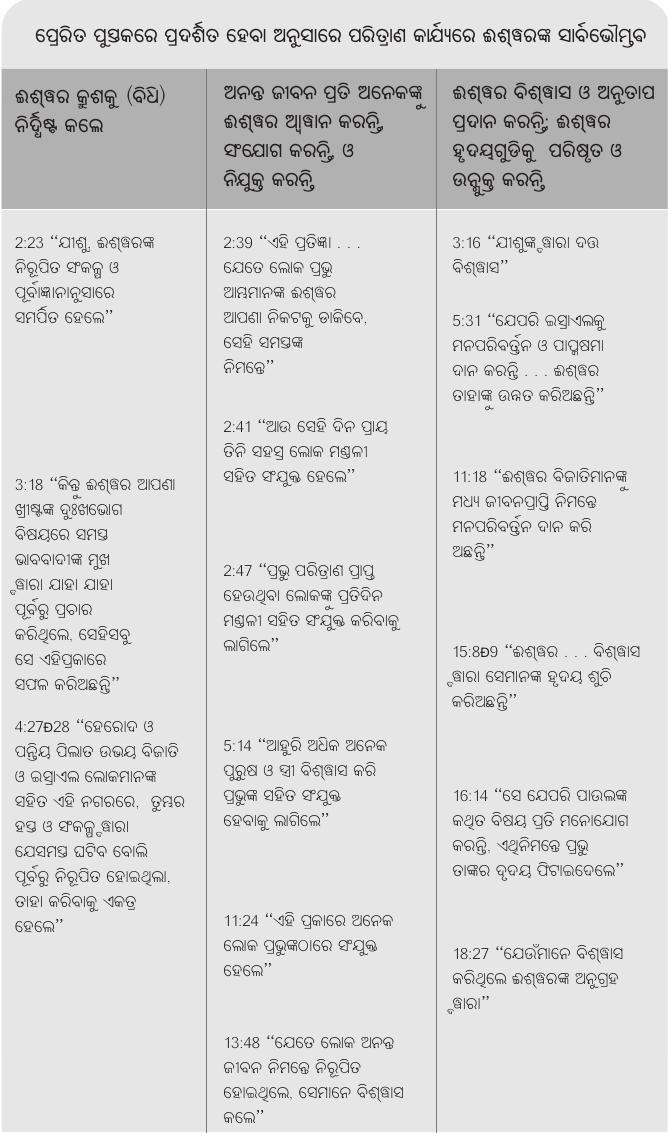 ପ୍ରେରିତ ପୁସ୍ତକରେ ପ୍ରଦର୍ଶିତ ହେବା ଅନୁସାରେ ପରିତ୍ରାଣ କାର୍ଯ୍ୟରେ ଈଶ୍ୱରଙ୍କ ସାର୍ବଭୌମ୍ତବ
ଈଶ୍ୱର କ୍ରୁଶକୁ (ବିଧି)
ନିର୍ଦ୍ଧିଷ୍ଟ କଲେ
2:23 “ଯୀଶୁ, ଈଶ୍ୱରଙ୍କ
ନିରୂପିତ ସଂକଳ୍ପ ଓ
ପୂର୍ବାଜ୍ଞାନାନୁସାରେ
ସମର୍ପିତ ହେଲେ”
3:18 “କିନ୍ତୁ ଈଶ୍ୱର ଆପଣା
ଖ୍ରୀଷ୍ଟଙ୍କ ଦୁଃଖଭୋଗ
ବିଷୟରେ ସମସ୍ତ
ଭାବବାଦୀଙ୍କ ମୁଖ
ଦ୍ୱାରା ଯାହା ଯାହା
ପୂର୍ବରୁ ପ୍ରଚାର
କରିଥିଲେ, ସେହିସବୁ
ସେ ଏହିପ୍ରକାରେ
ସଫଳ କରିଅଛନ୍ତି”
4:27Ð28 “ହେରୋଦ ଓ
ପନ୍ତିୟ ପିଲାତ ଉଭୟ ବିଜାତି
ଓ ଇସ୍ରାଏଲ ଲୋକମାନଙ୍କ
ସହିତ ଏହି ନଗରରେ, ତୁମ୍ଭର
ହସ୍ତ ଓ ସଂକଳ୍ପଦ୍ୱାରା
ଯେସମସ୍ତ ଘଟିବ ବୋଲି
ପୂର୍ବରୁ ନିରୂପିତ ହୋଇଥିଲା,
ତାହା କରିବାକୁ ଏକତ୍ର
ହେଲେ”
ଅନନ୍ତ ଜୀବନ ପ୍ରତି ଅନେକଙ୍କୁ
ଈଶ୍ୱର ଆହ୍ୱାନ କରନ୍ତି,
ସଂଯୋଗ କରନ୍ତି, ଓ
ନିଯୁକ୍ତ କରନ୍ତି
2:39 “ଏହି ପ୍ରତିଜ୍ଞା . . .
ଯେତେ ଲୋକ ପ୍ରଭୁ
ଆମ୍ଭମାନଙ୍କ ଈଶ୍ୱର
ଆପଣା ନିକଟକୁ ଡାକିବେ,
ସେହି ସମସ୍ତଙ୍କ
ନିମନ୍ତେ”
2:41 “ଆଉ ସେହି ଦିନ ପ୍ରାୟ
ତିନି ସହସ୍ର ଲୋକ ମଣ୍ଡଳୀ
ସହିତ ସଂଯୁକ୍ତ ହେଲେ”
2:47 “ପ୍ରଭୁ ପରିତ୍ରାଣ ପ୍ରାପ୍ତ
ହେଉଥିବା ଲୋକଙ୍କୁ ପ୍ରତିଦିନ
ମଣ୍ଡଳୀ ସହିତ ସଂଯୁକ୍ତ କରିବାକୁ
ଲାଗିଲେ”
5:14 “ଆହୁରି ଅଧିକ ଅନେକ
ପୁରୁଷ ଓ ସ୍ତ୍ରୀ ବିଶ୍ୱାସ କରି
ପ୍ରଭୁଙ୍କ ସହିତ ସଂଯୁକ୍ତ
ହେବାକୁ ଲାଗିଲେ”
11:24 “ଏହି ପ୍ରକାରେ ଅନେକ
ଲୋକ ପ୍ରଭୁଙ୍କଠାରେ ସଂଯୁକ୍ତ
ହେଲେ”
13:48 “ଯେତେ ଲୋକ ଅନନ୍ତ
ଜୀବନ ନିମନ୍ତେ ନିରୂପିତ
ହୋଇଥିଲେ, ସେମାନେ ବିଶ୍ୱାସ
କଲେ”
ଈଶ୍ୱର ବିଶ୍ୱାସ ଓ ଅନୁତାପ
ପ୍ରଦାନ କରନ୍ତି; ଈଶ୍ୱର
ହୃଦୟଗୁଡିକୁ ପରିଷ୍କୃତ ଓ
ଉନ୍ମୁକ୍ତ କରନ୍ତି
3:16 “ଯୀଶୁଙ୍କଦ୍ୱାରା ଦତ୍ତ
ବିଶ୍ୱାସ”
5:31 “ଯେପରି ଇସ୍ରାଏଲକୁ
ମନପରିବର୍ତ୍ତନ ଓ ପାପକ୍ଷମା
ଦାନ କରନ୍ତି . . . ଈଶ୍ୱର
ତାହାଙ୍କୁ ଉନ୍ନତ କରିଅଛନ୍ତି”
11:18 “ଈଶ୍ୱର ବିଜାତିମାନଙ୍କୁ
ମଧ୍ୟ ଜୀବନପ୍ରାପ୍ତି ନିମନ୍ତେ
ମନପରିବର୍ତ୍ତନ ଦାନ କରି
ଅଛନ୍ତି”
15:8Ð9 “ଈଶ୍ୱର . . . ବିଶ୍ୱାସ
ଦ୍ୱାରା ସେମାନଙ୍କ ହୃଦୟ ଶୁଚି
କରିଅଛନ୍ତି”
16:14 “ସେ ଯେପରି ପାଉଲଙ୍କ
କଥିତ ବିଷୟ ପ୍ରତି ମନୋଯୋଗ
କରନ୍ତି, ଏଥିନିମନ୍ତେ ପ୍ରଭୁ
ତାଙ୍କର ଦୃଦୟ ଫିଟାଇଦେଲେ”
18:27 “ଯେଉଁମାନେ ବିଶ୍ୱାସ
କରିଥିଲେ ଈଶ୍ୱରଙ୍କ ଅନୁଗ୍ରହ
ଦ୍ୱାରା”